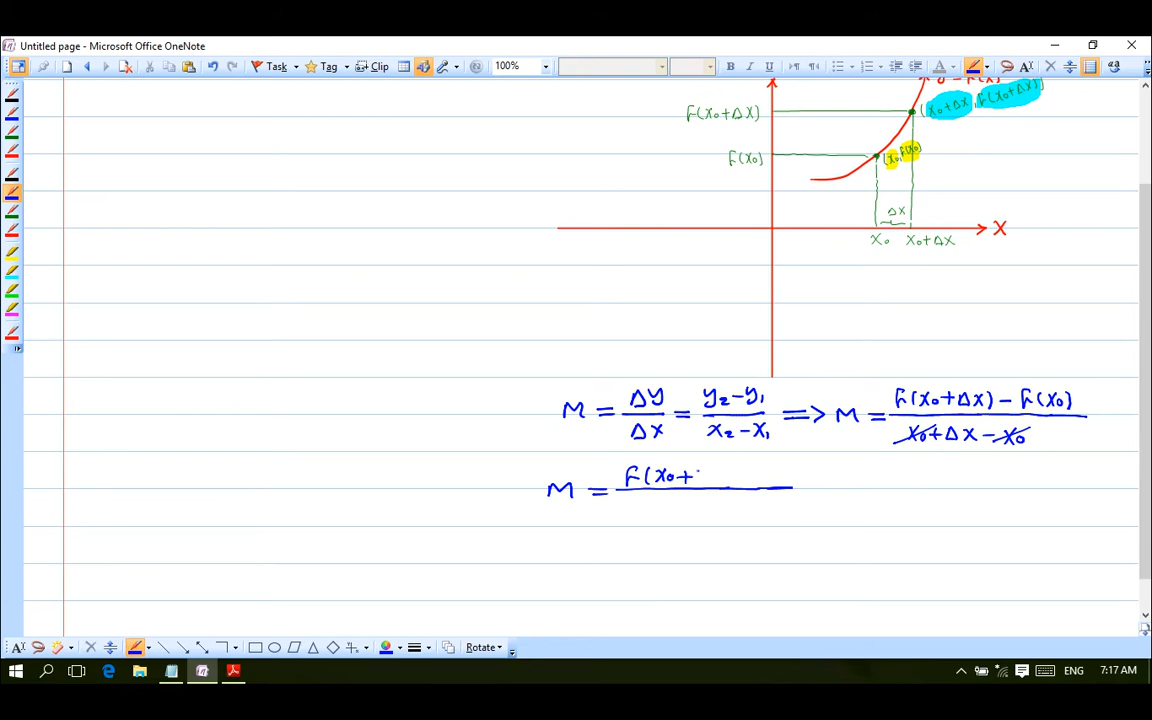 Untitled page - Microsoft Office OneNote
Task Tag Clip 100% B I U A
F(x₀+Δx)
(x₀+Δx, F(x₀+Δx))
F(x₀)
(x₀, F(x₀))
Δx
x₀ x₀+Δx
X
M = Δy/Δx = y₂-y₁/x₂-x₁ => M = F(x₀+Δx) - F(x₀)/x₀+Δx-x₀
M = F(x₀+
Rotate
ENG 7:17 AM